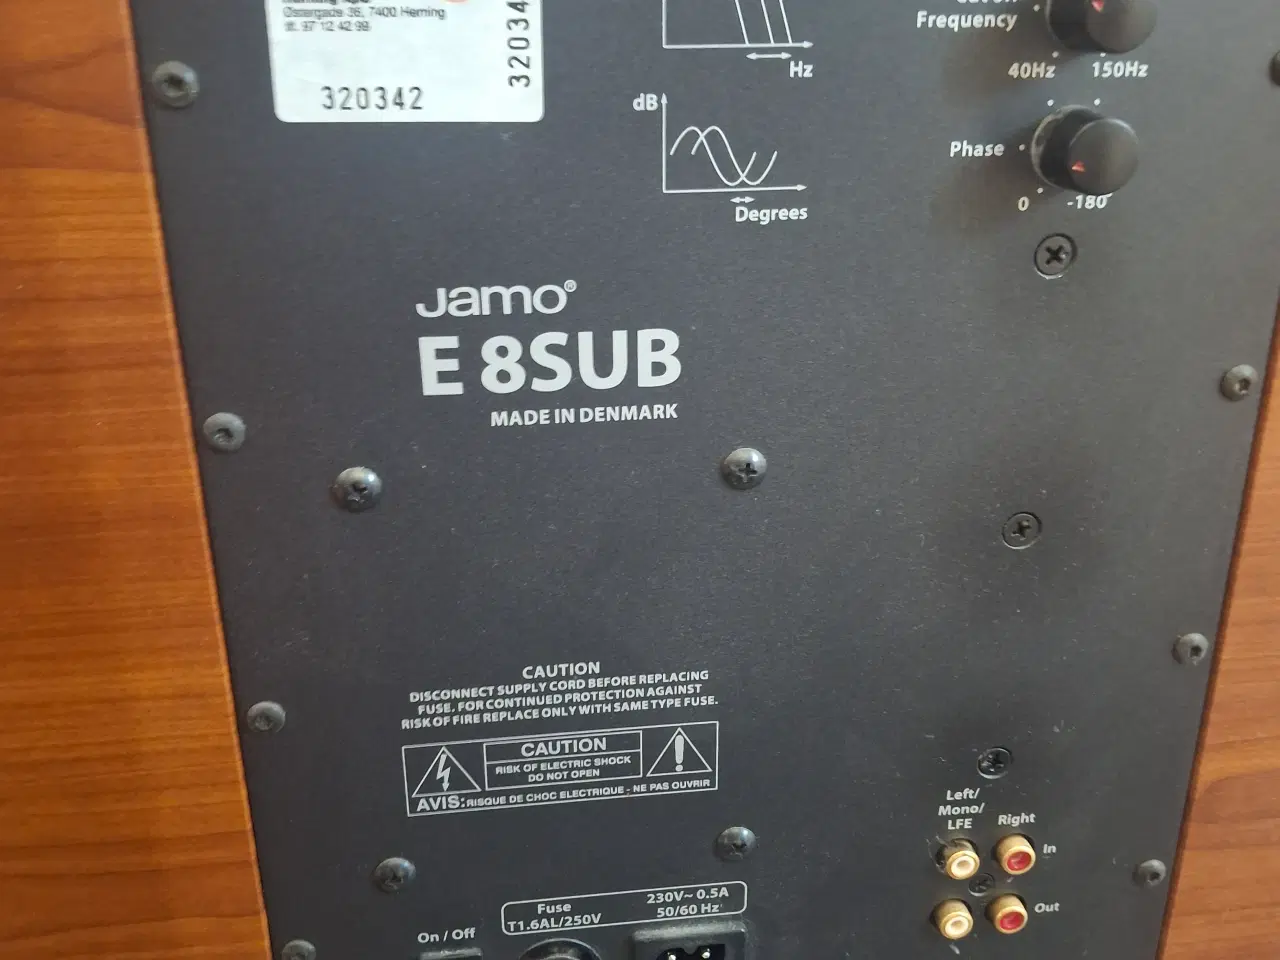 Østergade 36, 7400 Herning
tlf. 97 12 42 99
320342
Hz
Frequency
40Hz
150Hz
dB
Degrees
Phase
0
-180
Jamo®
E 8SUB
MADE IN DENMARK
CAUTION
DISCONNECT SUPPLY CORD BEFORE REPLACING
FUSE. FOR CONTINUED PROTECTION AGAINST
RISK OF FIRE REPLACE ONLY WITH SAME TYPE FUSE.
CAUTION
RISK OF ELECTRIC SHOCK
DO NOT OPEN
AVIS: RISQUE DE CHOC ELECTRIQUE - NE PAS OUVRIR
Left/
Mono/
LFE
Right
In
Out
Fuse
T1.6AL/250V
230V~ 0.5A
50/60 Hz
On / Off